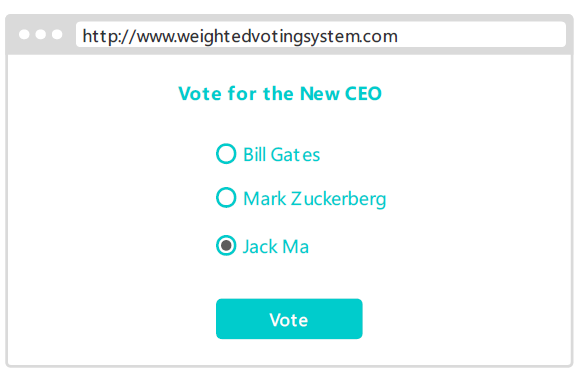 http://www.weightedvotingsystem.com
Vote for the New CEO
Bill Gates
Mark Zuckerberg
Jack Ma
Vote